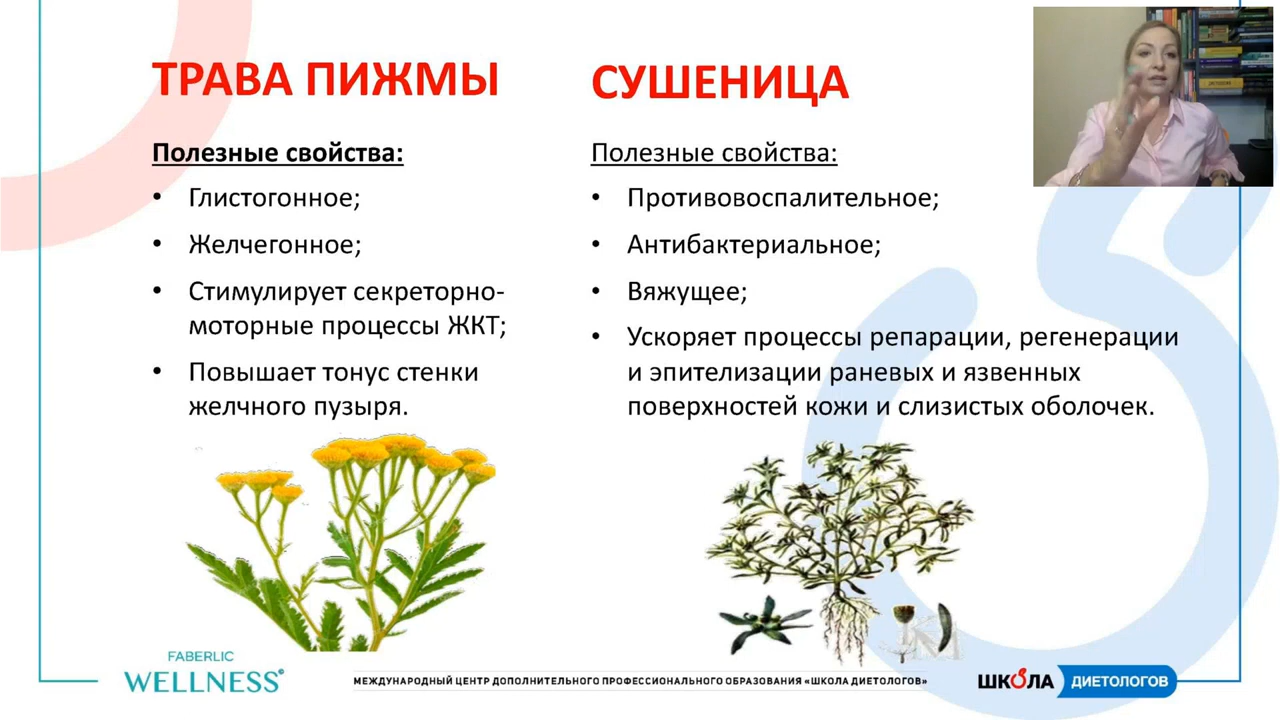 ТРАВА ПИЖМЫ
Полезные свойства:
• Глистогонное;
• Желчегонное;
• Стимулирует секреторно-
моторные процессы ЖКТ;
• Повышает тонус стенки
желчного пузыря.
СУШЕНИЦА
Полезные свойства:
• Противовоспалительное;
• Антибактериальное;
• Вяжущее;
• Ускоряет процессы репарации, регенерации
и эпителизации раневых и язвенных
поверхностей кожи и слизистых оболочек.
FABERLIC
WELLNESS
МЕЖДУНАРОДНЫЙ ЦЕНТР ДОПОЛНИТЕЛЬНОГО ПРОФЕССИОНАЛЬНОГО ОБРАЗОВАНИЯ «ШКОЛА ДИЕТОЛОГОВ»
ШКОЛА ДИЕТОЛОГОВ